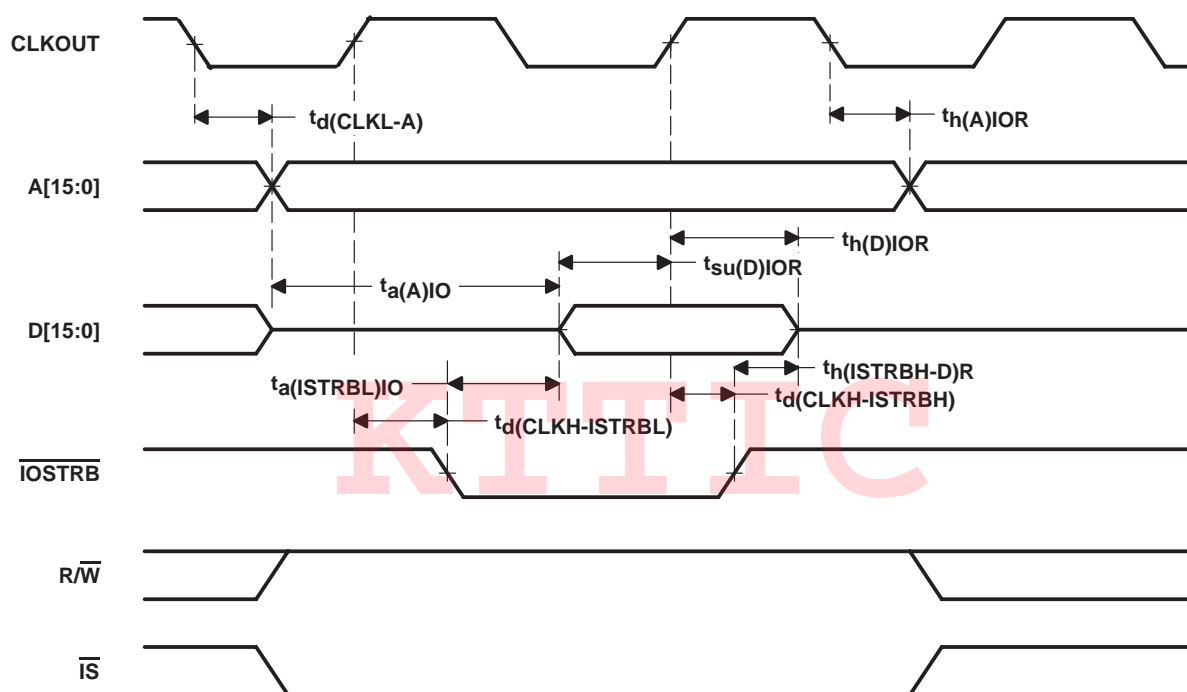 CLKOUT
td(CLKL-A)
th(A)IOR
A[15:0]
th(D)IOR
tsu(D)IOR
ta(A)IO
D[15:0]
th(ISTRBH-D)R
ta(ISTRBL)IO
td(CLKH-ISTRBH)
td(CLKH-ISTRBL)
KTTIC
IOSTRB
R/W
IS